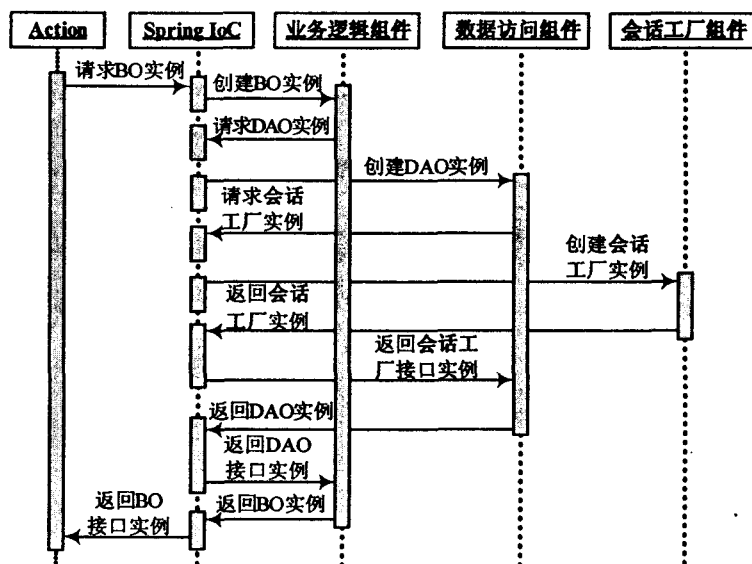 Action
Spring IoC
业务逻辑组件
数据访问组件
会话工厂组件
请求BO实例
创建BO实例
请求DAO实例
创建DAO实例
请求会话
工厂实例
创建会话
工厂实例
返回会话
工厂实例
返回会话工
厂接口实例
返回DAO实例
返回DAO
接口实例
返回BO实例
返回BO
接口实例